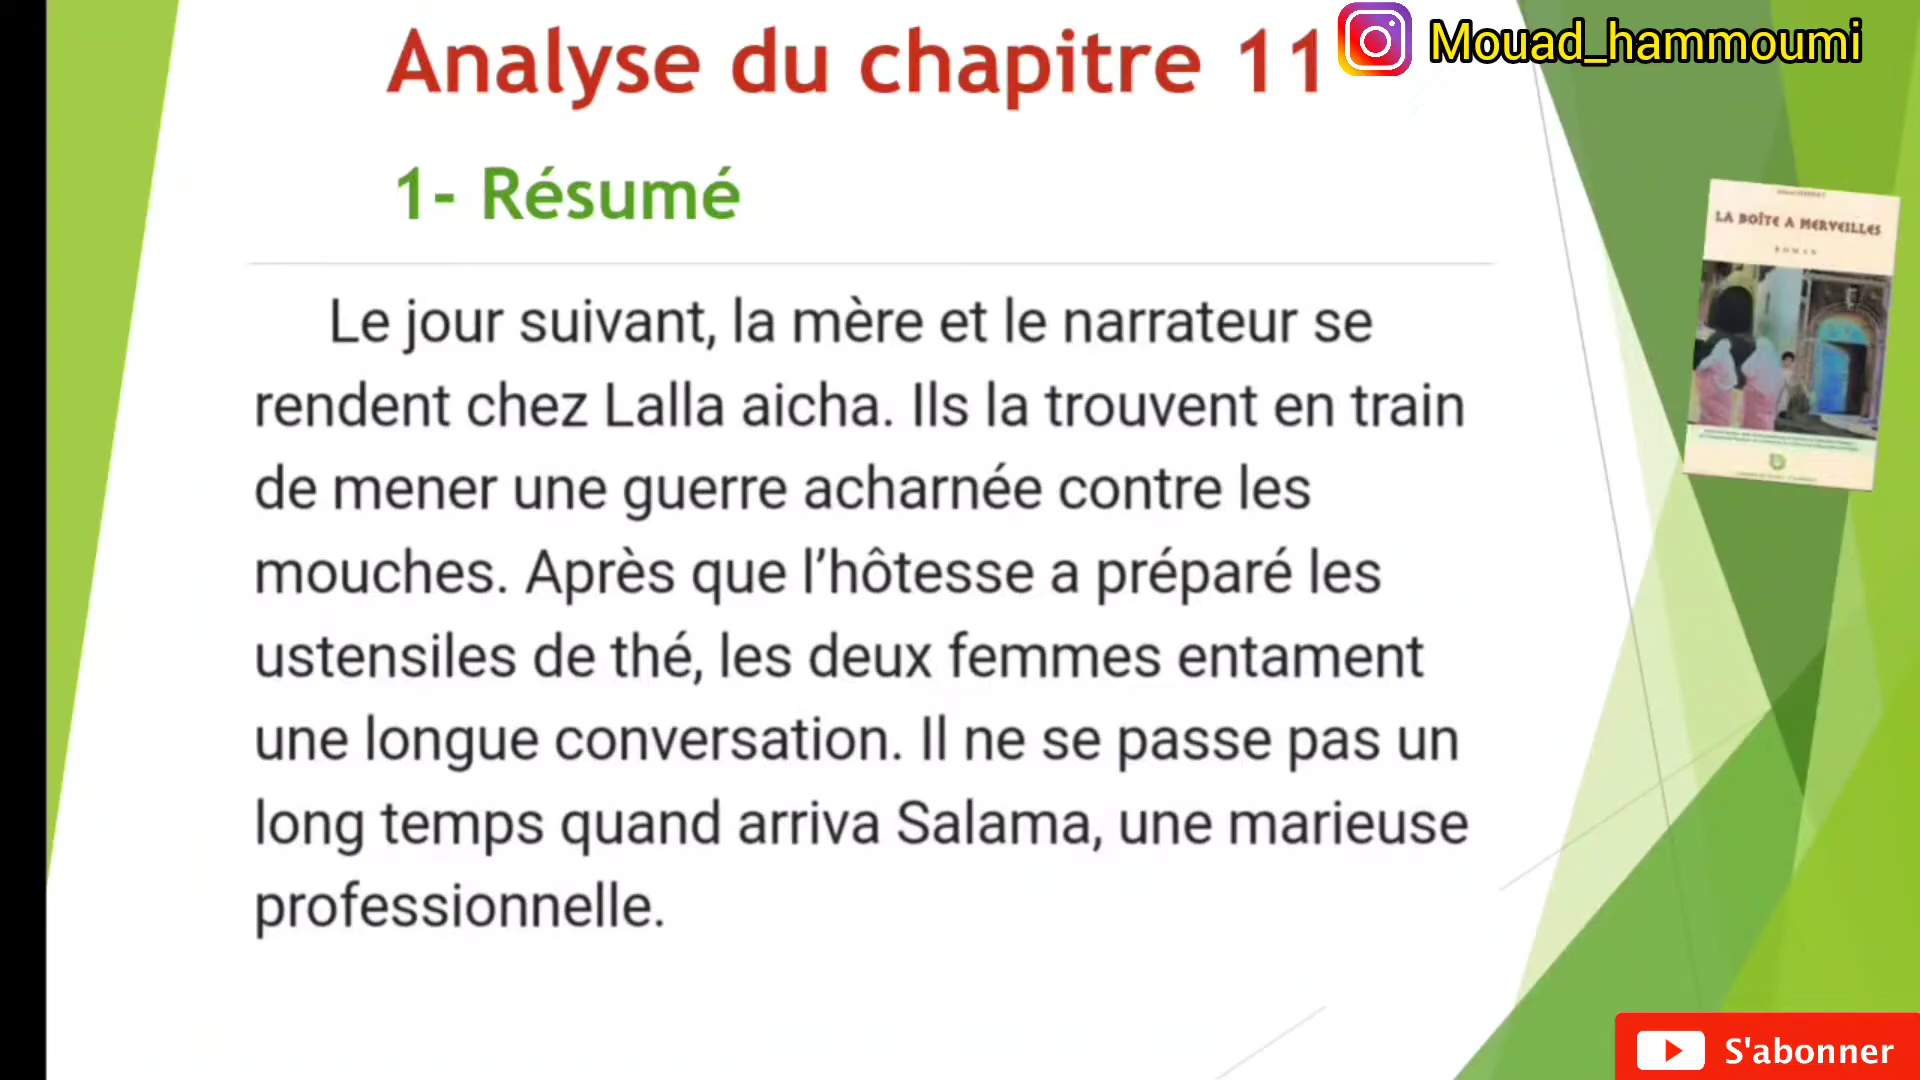 Analyse du chapitre 11
Mouad_hammoumi
1- Résumé
LA BOÎTE A MERVEILLES
ROMAN
Le jour suivant, la mère et le narrateur se
rendent chez Lalla aicha. Ils la trouvent en train
de mener une guerre acharnée contre les
mouches. Après que l’hôtesse a préparé les
ustensiles de thé, les deux femmes entament
une longue conversation. Il ne se passe pas un
long temps quand arriva Salama, une marieuse
professionnelle.
S'abonner